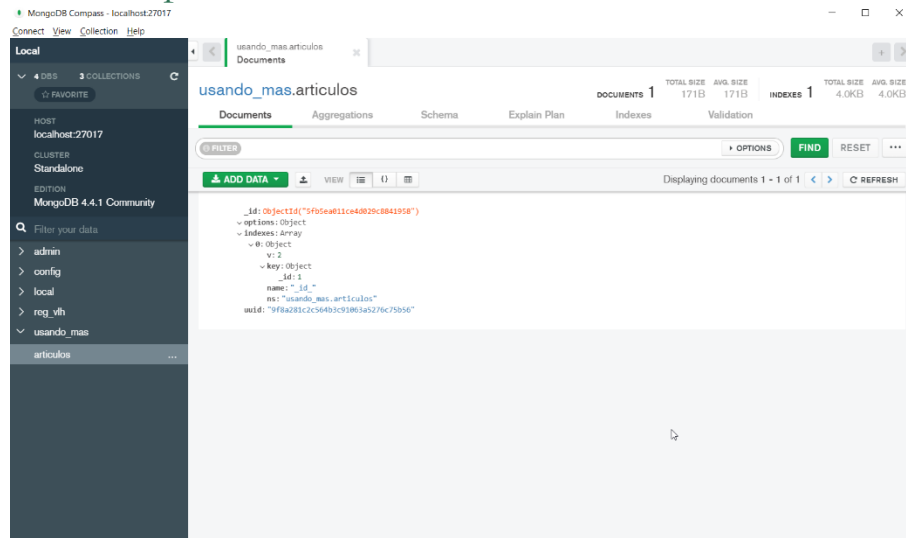 MongoDB Compass - localhost:27017
Connect View Collection Help
Local
4 DBS 3 COLLECTIONS
FAVORITE
HOST
localhost:27017
CLUSTER
Standalone
EDITION
MongoDB 4.4.1 Community
Filter your data
admin
config
local
reg_vlh
usando_mas
articulos
usando_mas.articulos
Documents
usando_mas.articulos
DOCUMENTS 1
TOTAL SIZE AVG. SIZE
171B 171B
INDEXES 1
TOTAL SIZE AVG. SIZE
4.0KB 4.0KB
Documents Aggregations Schema Explain Plan Indexes Validation
FILTER OPTIONS FIND RESET ...
ADD DATA VIEW {} Displaying documents 1 - 1 of 1 REFRESH
_id: ObjectId("5fb5ea011ce4d029c8841958")
options: Object
indexes: Array
0: Object
v: 2
key: Object
_id: 1
name: "_id_"
ns: "usando_mas.articulos"
uuid: "9f8a281c2c564b3c91063a5276c75b56"